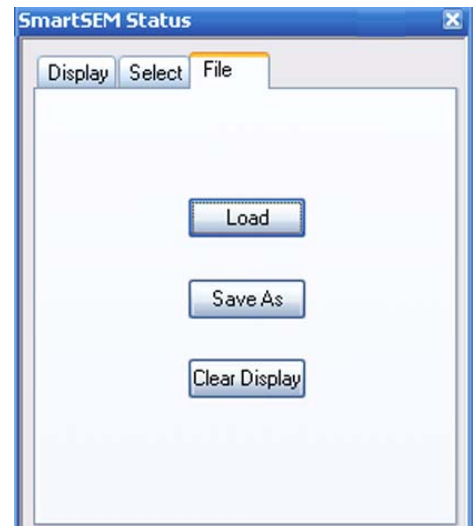 SmartSEM Status
Display Select File
Load
Save As
Clear Display